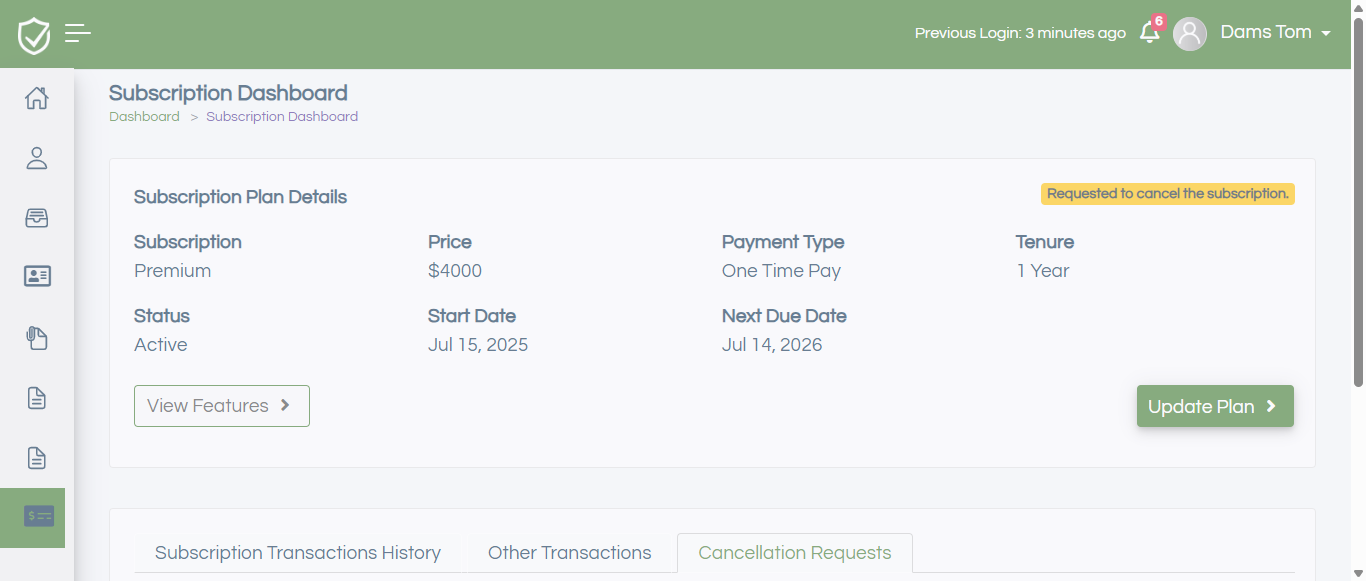 Previous Login: 3 minutes ago 6 Dams Tom
Subscription Dashboard
Dashboard > Subscription Dashboard
Subscription Plan Details Requested to cancel the subscription.
Subscription Price Payment Type Tenure
Premium $4000 One Time Pay 1 Year
Status Start Date Next Due Date
Active Jul 15, 2025 Jul 14, 2026
View Features Update Plan
Subscription Transactions History Other Transactions Cancellation Requests